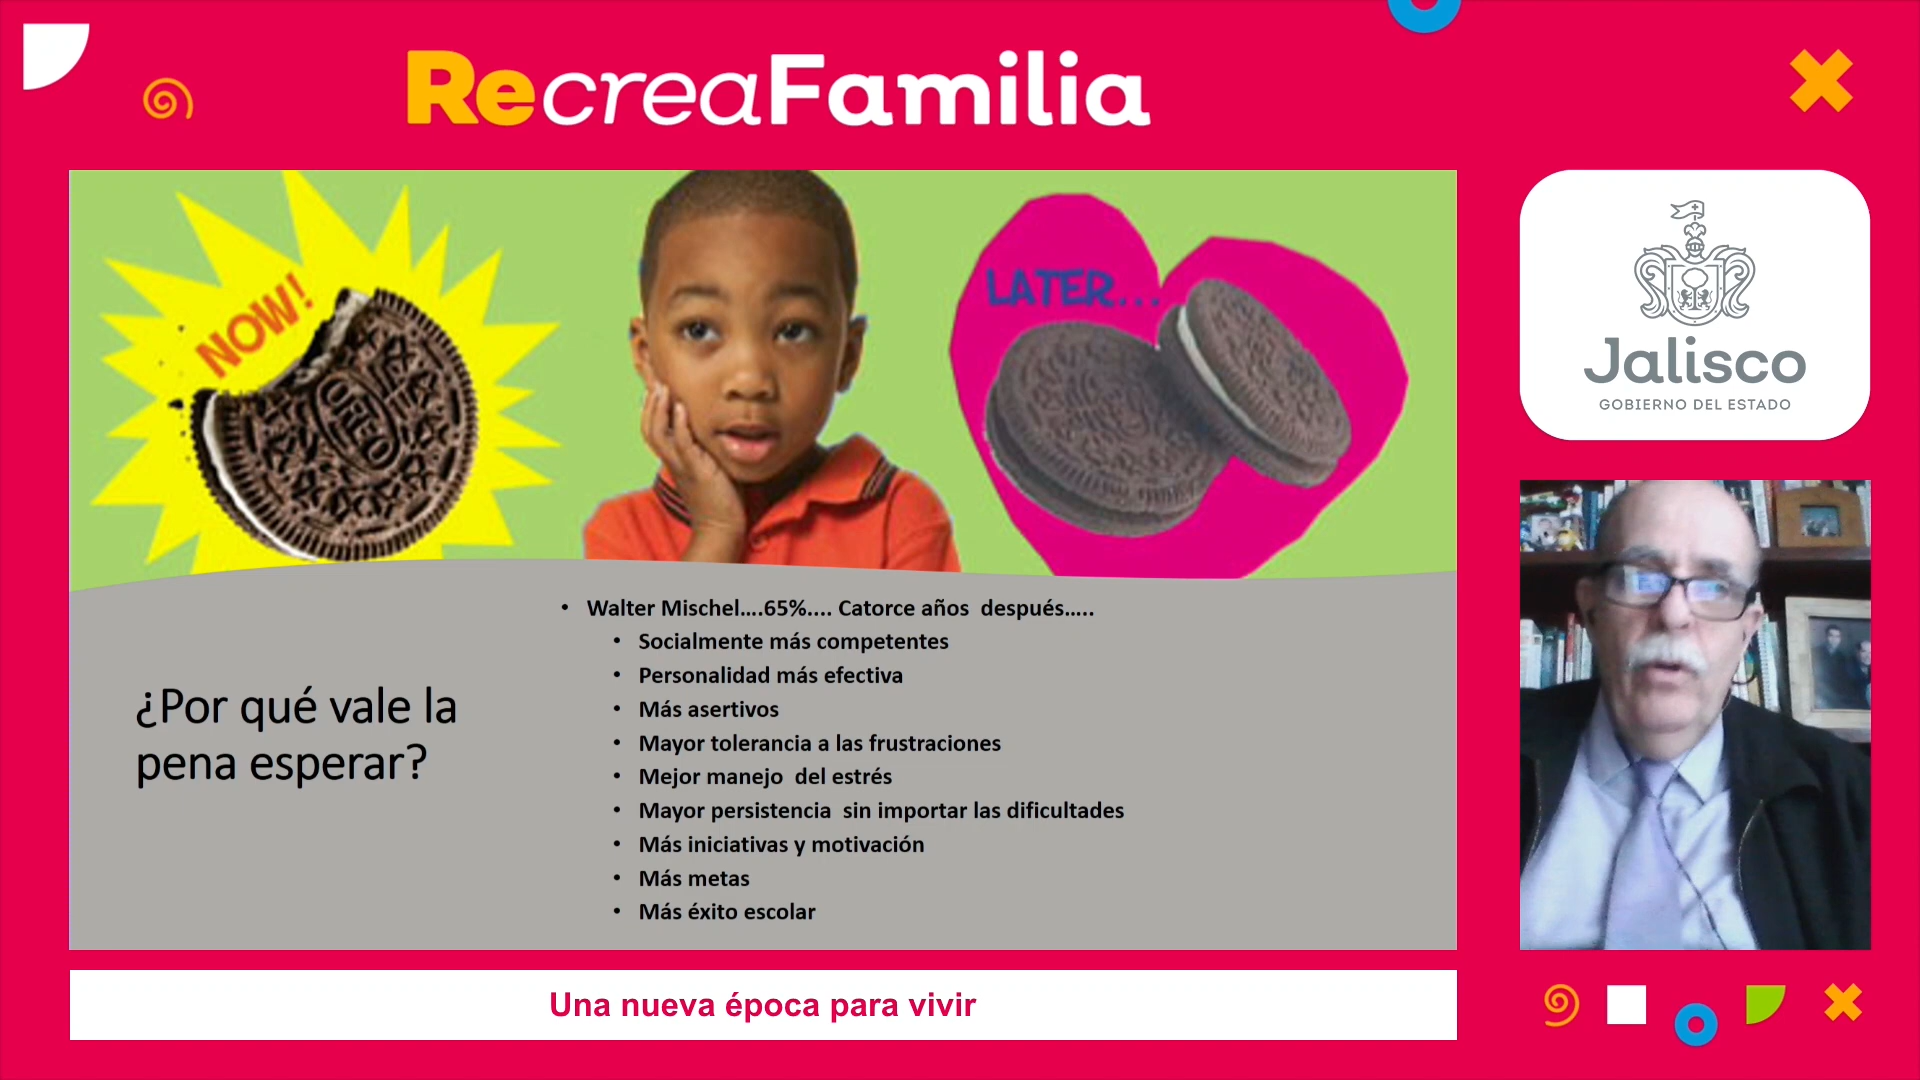 RecreaFamilia
NOW!
OREO
LATER...
Jalisco
GOBIERNO DEL ESTADO
¿Por qué vale la
pena esperar?
• Walter Mischel....65%.... Catorce años  después.....
• Socialmente más competentes
• Personalidad más efectiva
• Más asertivos
• Mayor tolerancia a las frustraciones
• Mejor manejo  del estrés
• Mayor persistencia  sin importar las dificultades
• Más iniciativas y motivación
• Más metas
• Más éxito escolar
Una nueva época para vivir